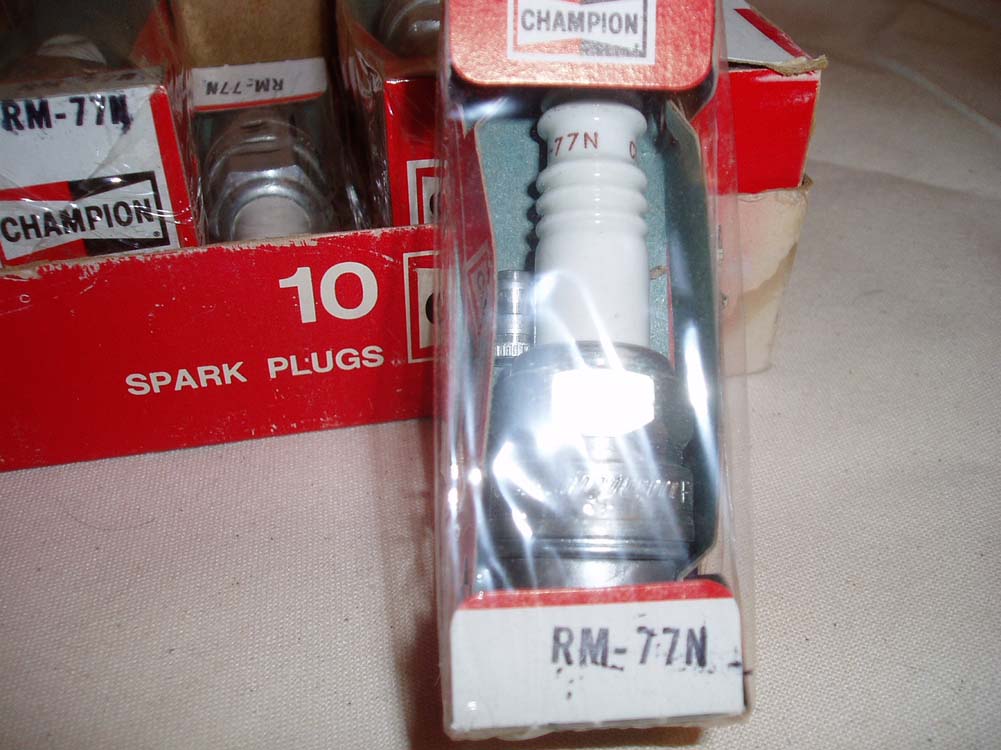 CHAMPION
RM-77N
RM-77N
-77N
CHAMPION
10
SPARK PLUGS
RM-77N